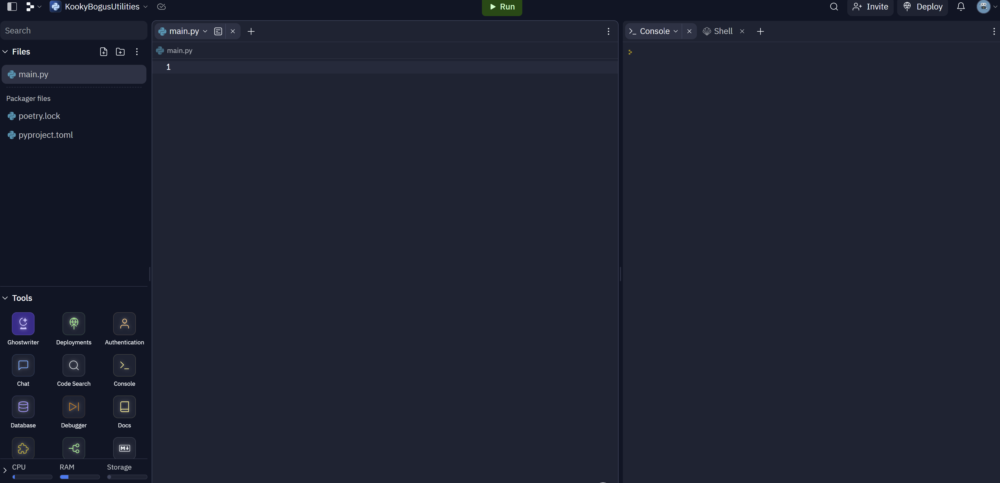 KookyBogusUtilities
Run
Invite
Deploy
Search
Files
main.py
Packager files
poetry.lock
pyproject.toml
Tools
Ghostwriter
Deployments
Authentication
Chat
Code Search
Console
Database
Debugger
Docs
M
CPU
RAM
Storage
main.py
main.py
1
Console
Shell